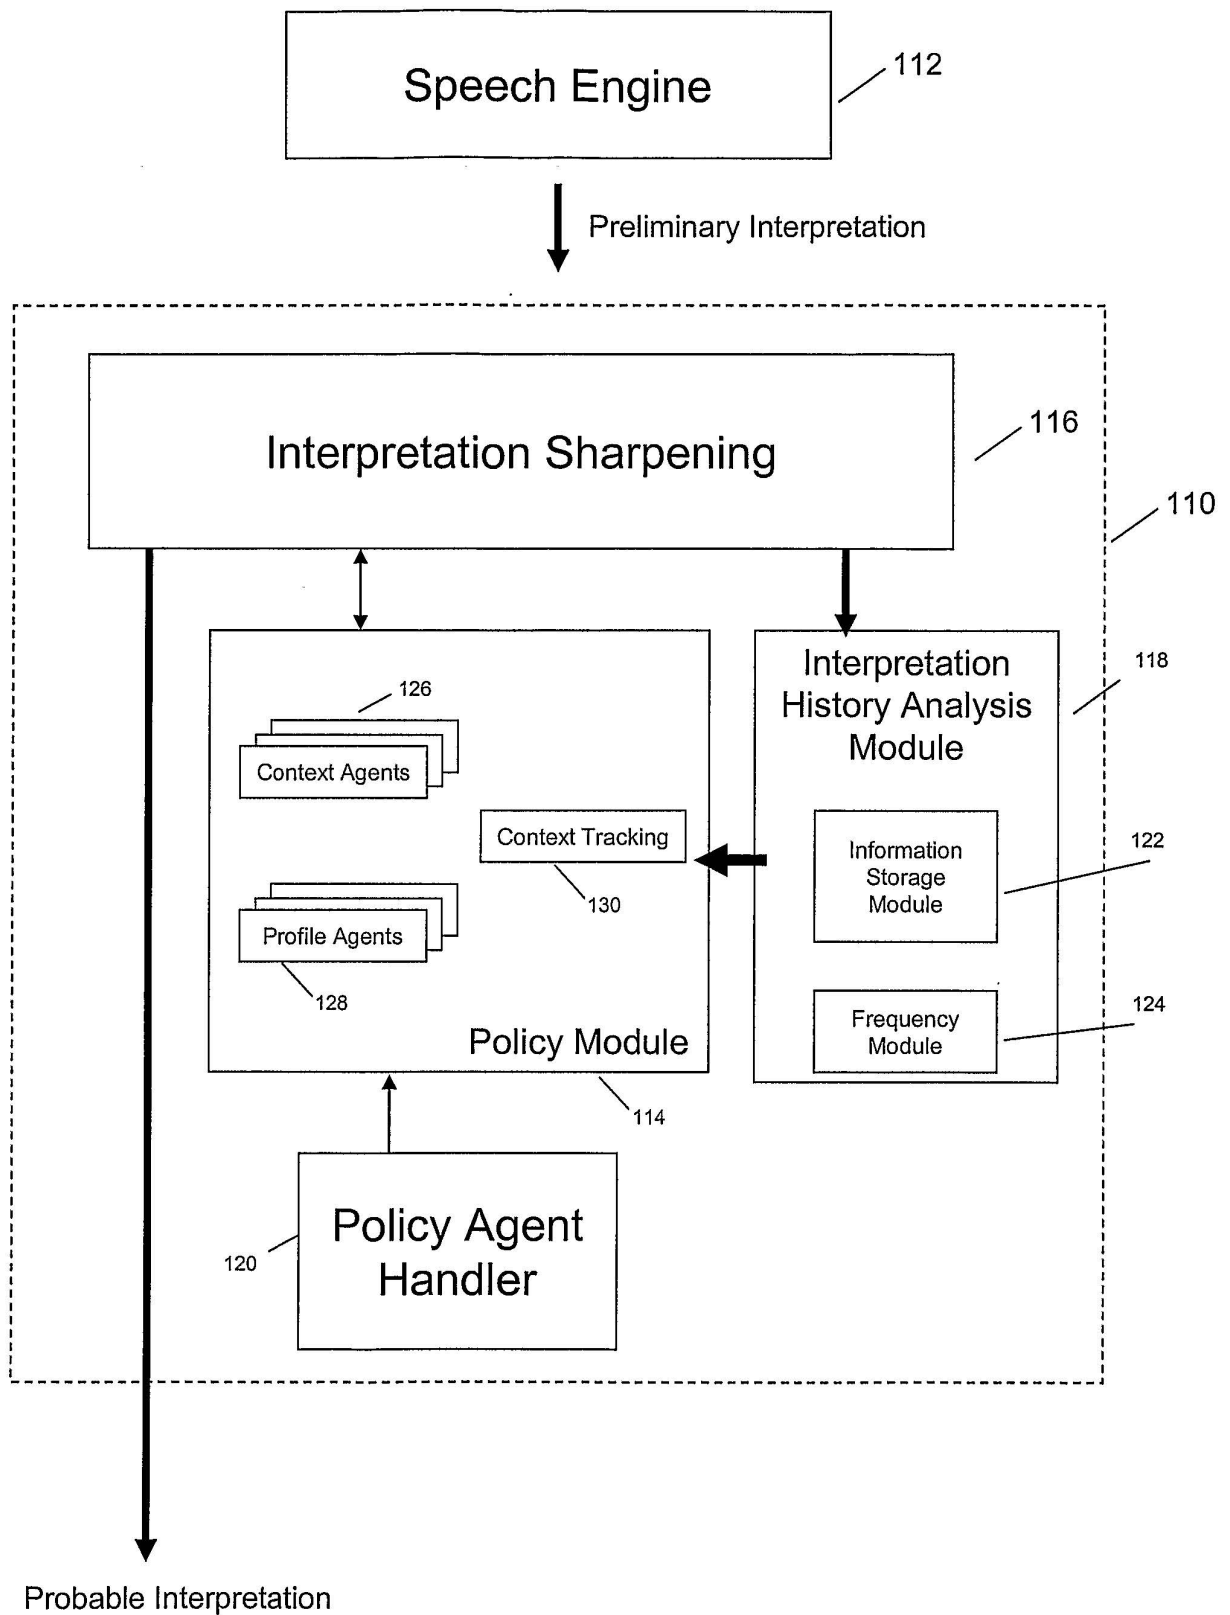 Speech Engine
112
Preliminary Interpretation
Interpretation Sharpening
116
110
Interpretation
History Analysis
Module
118
126
Context Agents
Context Tracking
130
Information
Storage
Module
122
Profile Agents
128
Frequency
Module
124
Policy Module
114
Policy Agent
Handler
120
Probable Interpretation